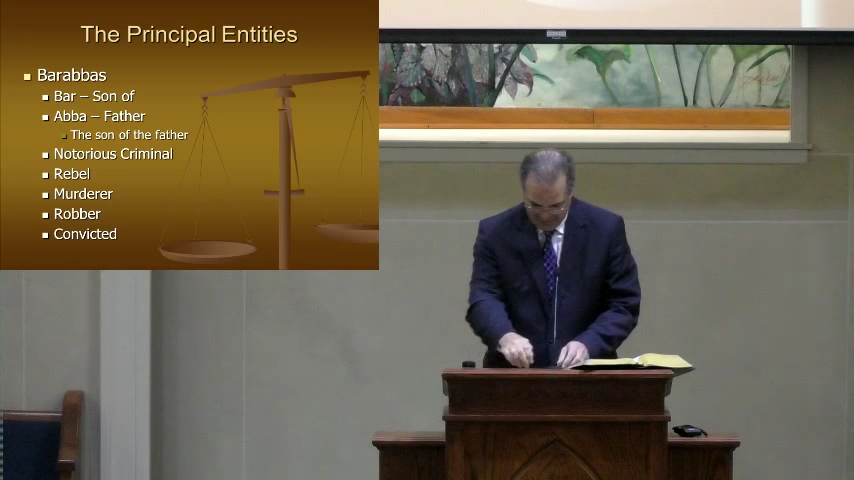 The Principal Entities
Barabbas
Bar – Son of
Abba – Father
The son of the father
Notorious Criminal
Rebel
Murderer
Robber
Convicted